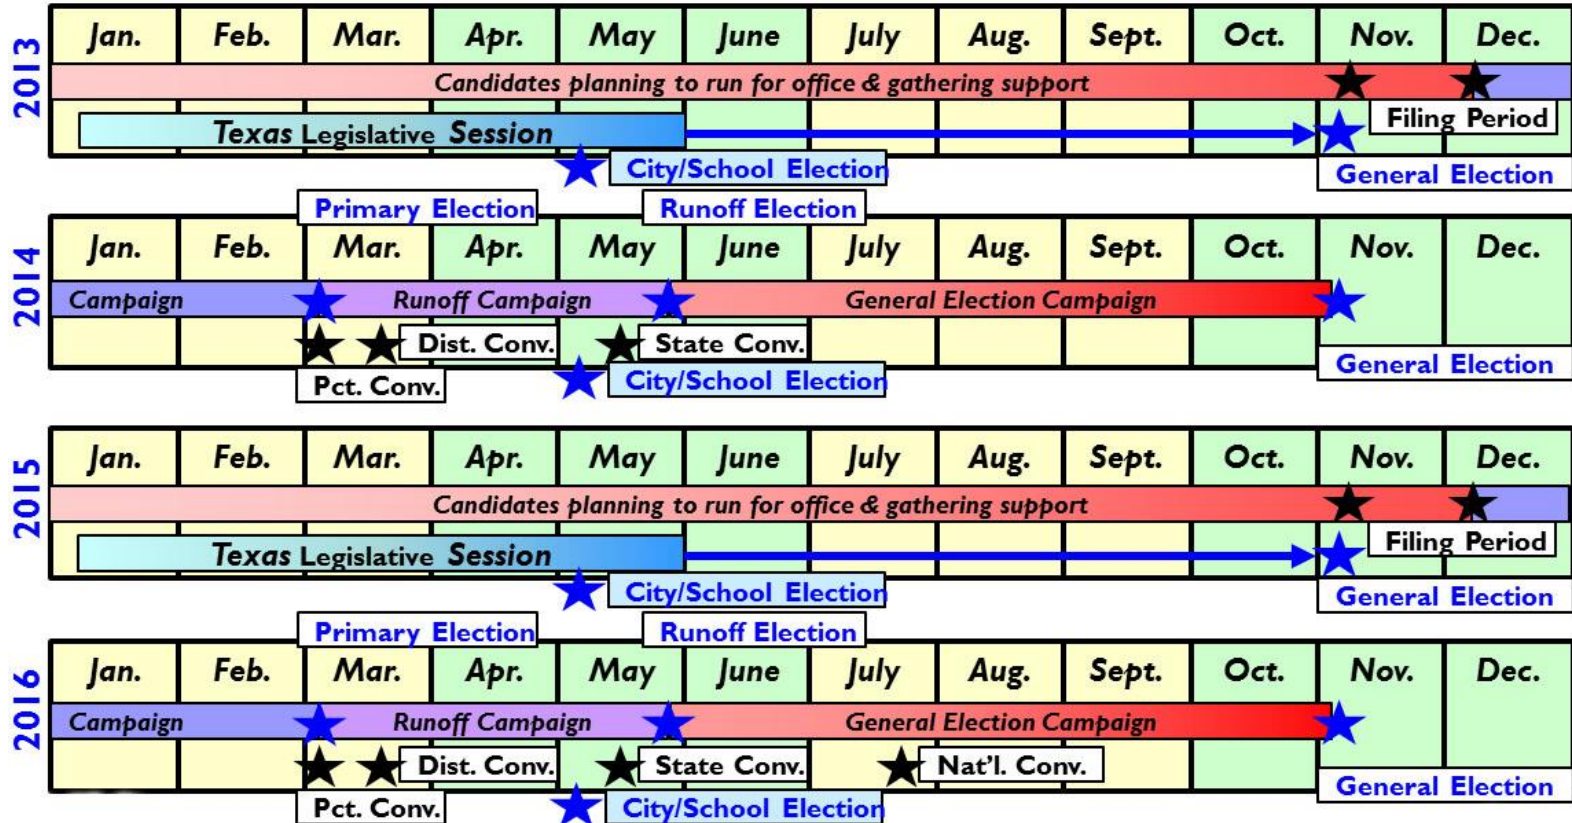 2013
Jan. Feb. Mar. Apr. May June July Aug. Sept. Oct. Nov. Dec.
Candidates planning to run for office & gathering support
Texas Legislative Session
Filing Period
City/School Election
General Election
Primary Election
Runoff Election
2014
Jan. Feb. Mar. Apr. May June July Aug. Sept. Oct. Nov. Dec.
Campaign
Runoff Campaign
General Election Campaign
Dist. Conv.
State Conv.
Pct. Conv.
City/School Election
General Election
2015
Jan. Feb. Mar. Apr. May June July Aug. Sept. Oct. Nov. Dec.
Candidates planning to run for office & gathering support
Texas Legislative Session
Filing Period
City/School Election
General Election
Primary Election
Runoff Election
2016
Jan. Feb. Mar. Apr. May June July Aug. Sept. Oct. Nov. Dec.
Campaign
Runoff Campaign
General Election Campaign
Dist. Conv.
State Conv.
Nat'l. Conv.
General Election
Pct. Conv.
City/School Election